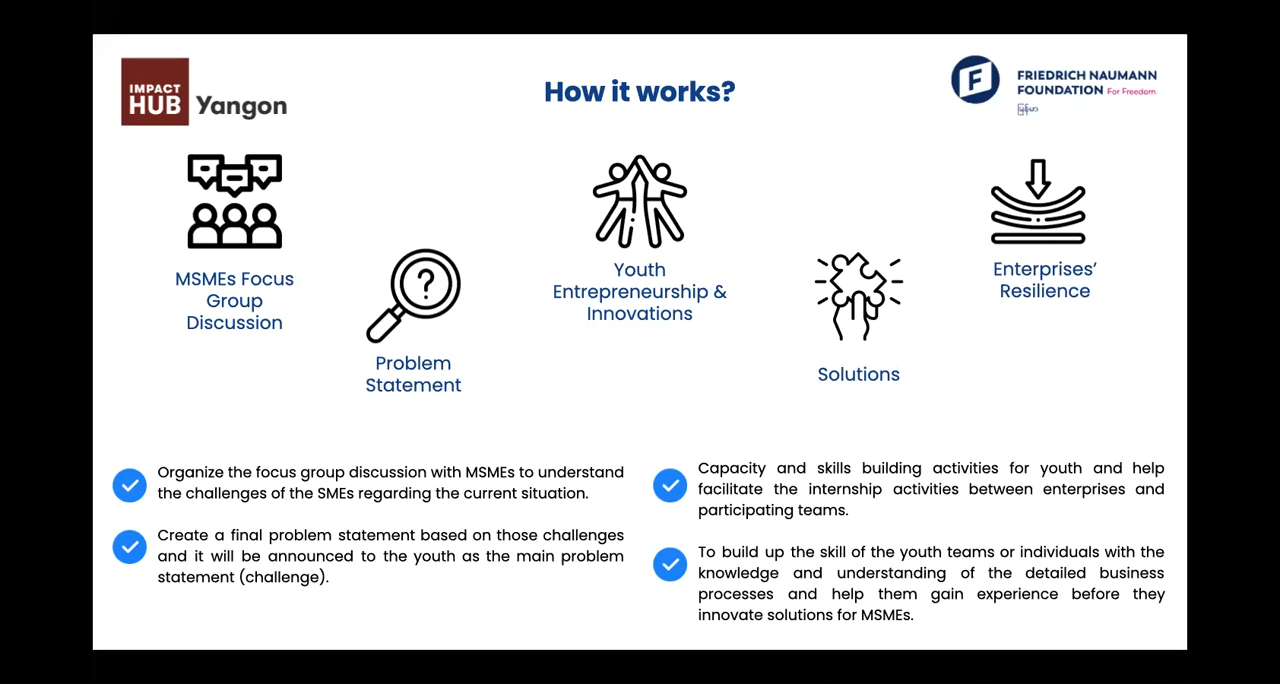 IMPACT
HUB Yangon
How it works?
FRIEDRICH NAUMANN
FOUNDATION For Freedom.
မြန်မာ
MSMEs Focus
Group
Discussion
Problem
Statement
Youth
Entrepreneurship &
Innovations
Solutions
Enterprises’
Resilience
Organize the focus group discussion with MSMEs to understand
the challenges of the SMEs regarding the current situation.
Create a final problem statement based on those challenges
and it will be announced to the youth as the main problem
statement (challenge).
Capacity and skills building activities for youth and help
facilitate the internship activities between enterprises and
participating teams.
To build up the skill of the youth teams or individuals with the
knowledge and understanding of the detailed business
processes and help them gain experience before they
innovate solutions for MSMEs.